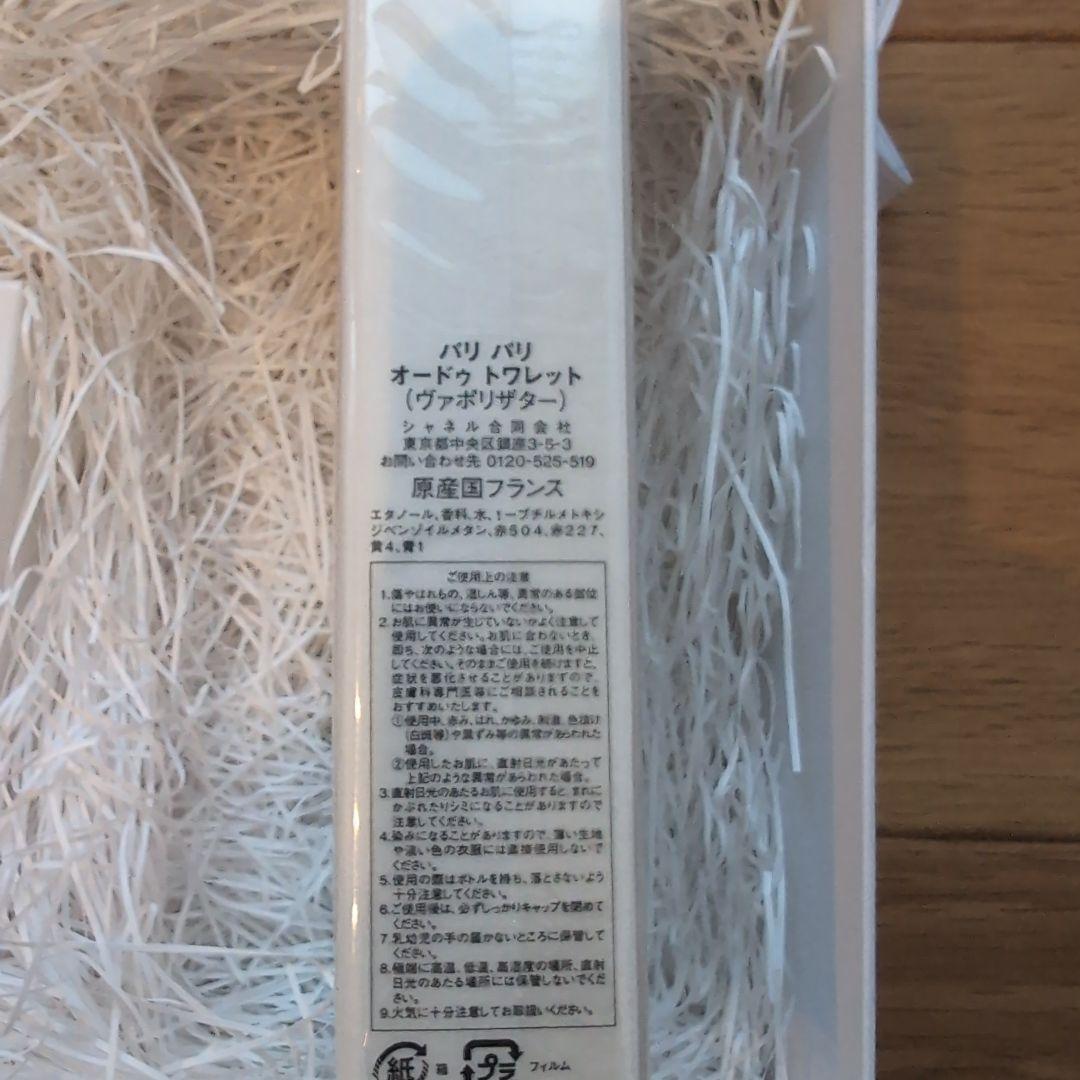 パリ パリ
オードゥ トワレット
(ヴァポリザター)
シャネル合同会社
東京都中央区銀座3-5-3
お問い合わせ先 0120-525-519
原産国フランス
エタノール、香料、水、t-ブチルメトキシ
ジベンゾイルメタン、赤504、赤227、
黄4、青1
ご使用上の注意
1.傷やはれもの、湿しん等、異常のある部位
にはお使いにならないでください。
2.お肌に異常が生じていないかよく注意して
使用してください。お肌に合わないとき、
即ち、次のような場合には、ご使用を中止
してください。そのままご使用を続けますと、
症状を悪化させることがありますので、
皮膚科専門医等にご相談されることを
おすすめいたします。
①使用中、赤み、はれ、かゆみ、刺激、色抜け
(白斑等)や黒ずみ等の異常があらわれた
場合。
②使用したお肌に、直射日光があたって
上記のような異常があらわれた場合。
3.直射日光のあたるお肌に使用すると、まれに
かぶれたりシミになることがありますので
注意してください。
4.染みになることがありますので、薄い生地
や淡い色の衣服には直接使用しないで
ください。
5.使用の際はボトルを持ち、落とさないよう
十分注意してください。
6.ご使用後は、必ずしっかりキャップを閉めて
ください。
7.乳幼児の手の届かないところに保管して
ください。
8.極端に高温、低温、高湿度の場所、直射
日光のあたる場所には保管しないでくだ
さい。
9.火気に十分注意してお取扱いください。
紙 箱 プラ フィルム